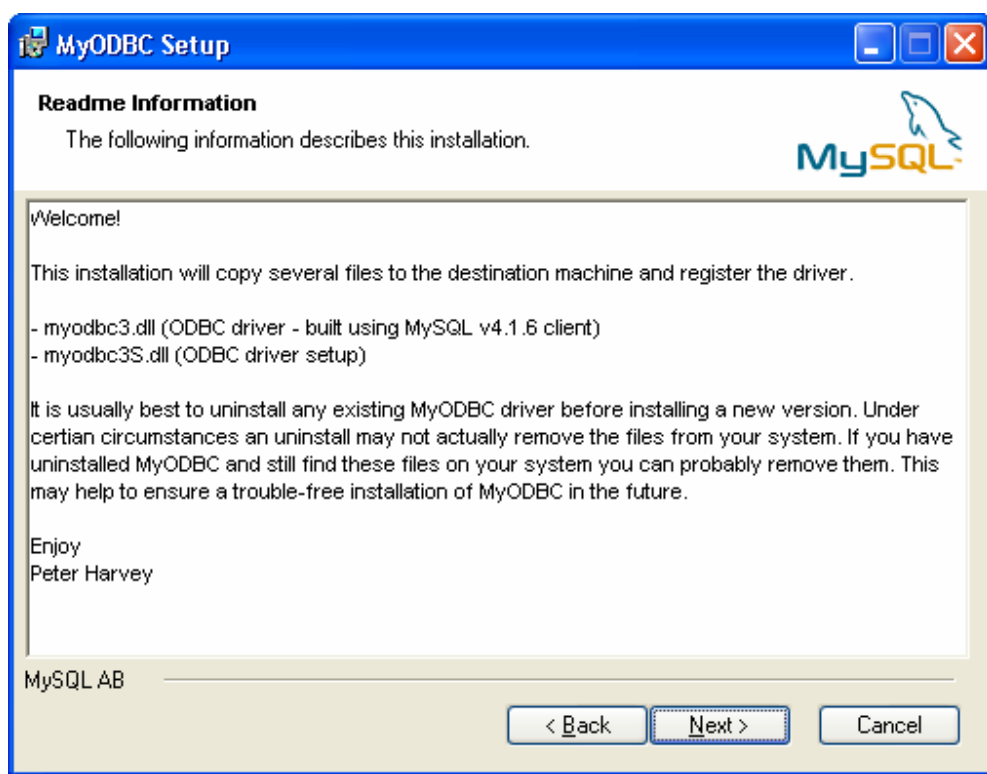 MyODBC Setup
Readme Information
The following information describes this installation.
MySQL
Welcome!
This installation will copy several files to the destination machine and register the driver.
- myodbc3.dll (ODBC driver - built using MySQL v4.1.6 client)
- myodbc3S.dll (ODBC driver setup)
It is usually best to uninstall any existing MyODBC driver before installing a new version. Under
certian circumstances an uninstall may not actually remove the files from your system. If you have
uninstalled MyODBC and still find these files on your system you can probably remove them. This
may help to ensure a trouble-free installation of MyODBC in the future.
Enjoy
Peter Harvey
MySQL AB
< Back
Next >
Cancel